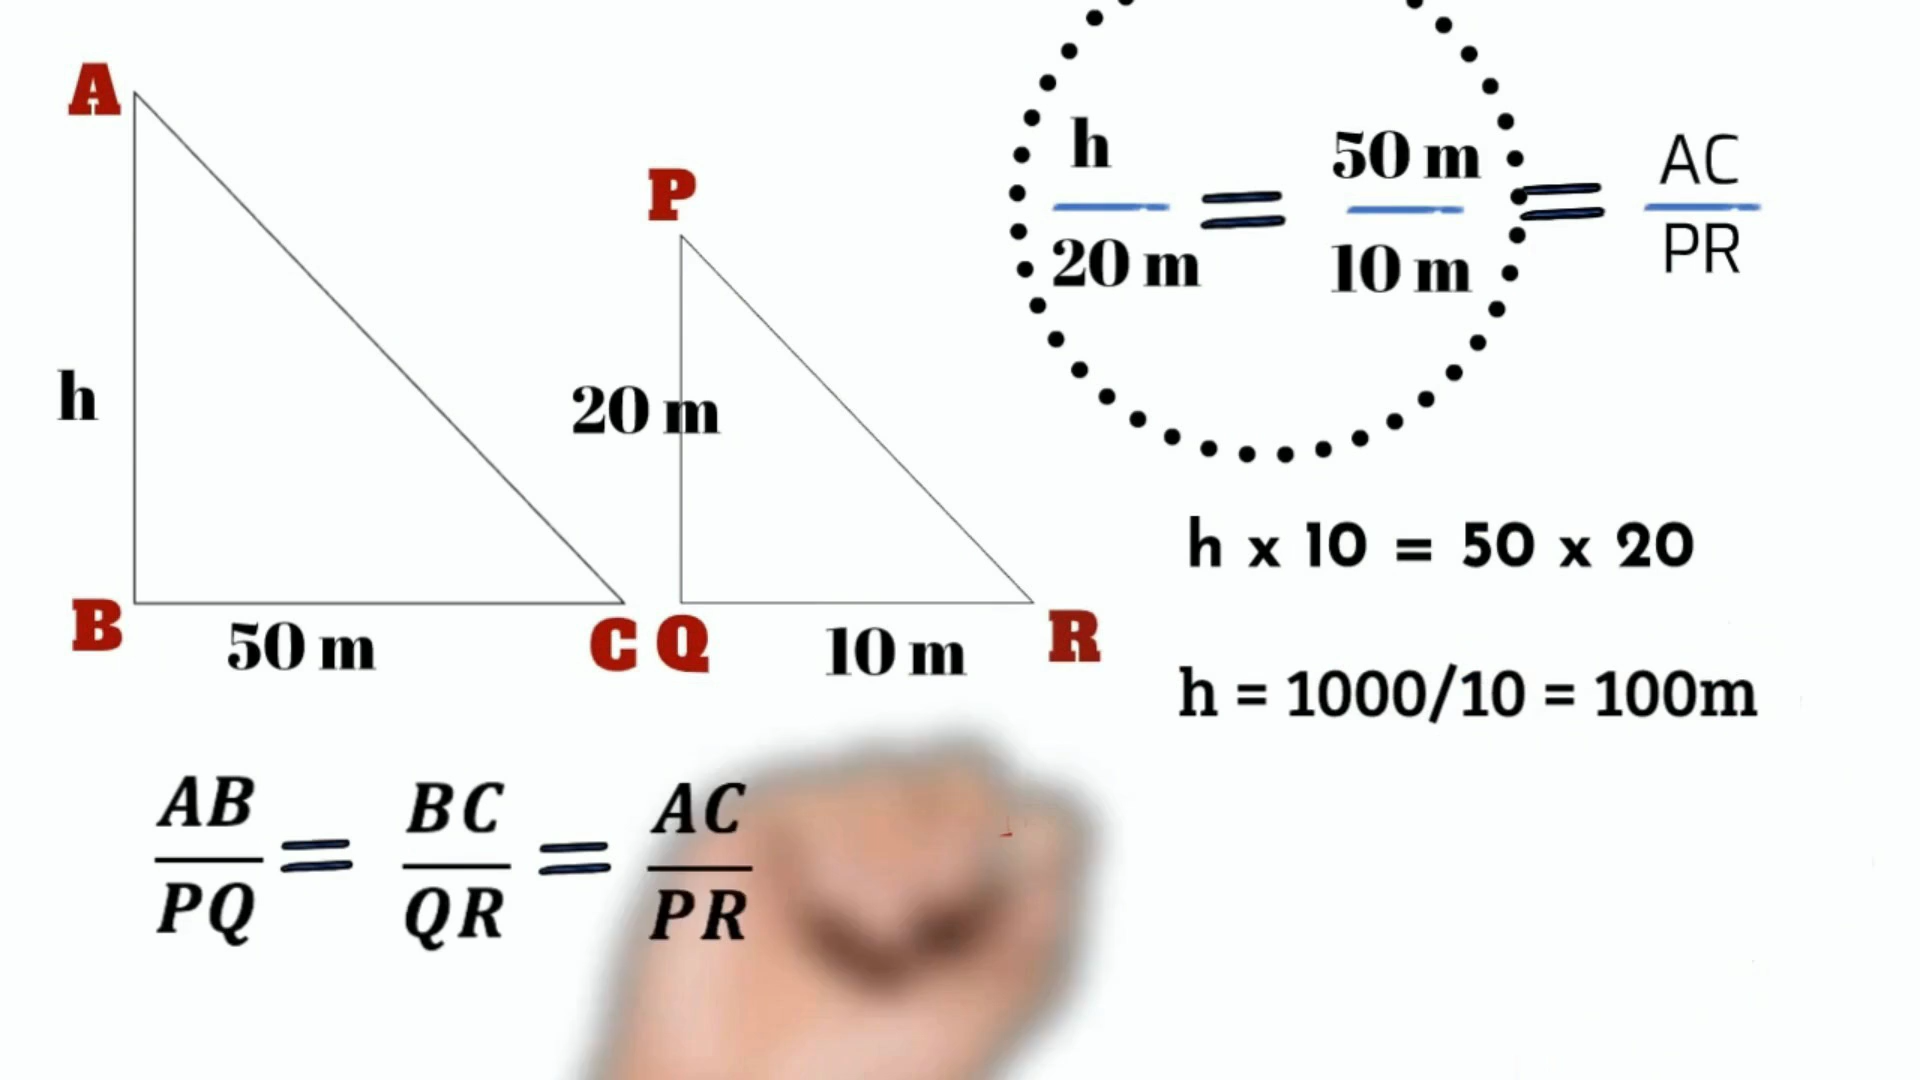 A
P
h
20 m
B
50 m
C Q
10 m
R
h
20 m
=
50 m
10 m
=
AC
PR
h x 10 = 50 x 20
h = 1000/10 = 100m
AB
PQ
=
BC
QR
=
AC
PR